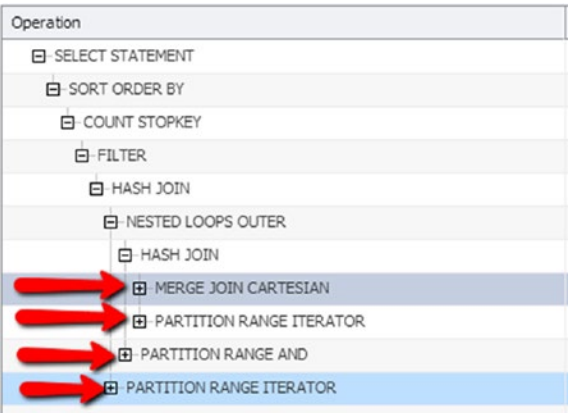 Operation
SELECT STATEMENT
SORT ORDER BY
COUNT STOPKEY
FILTER
HASH JOIN
NESTED LOOPS OUTER
HASH JOIN
MERGE JOIN CARTESIAN
PARTITION RANGE ITERATOR
PARTITION RANGE AND
PARTITION RANGE ITERATOR